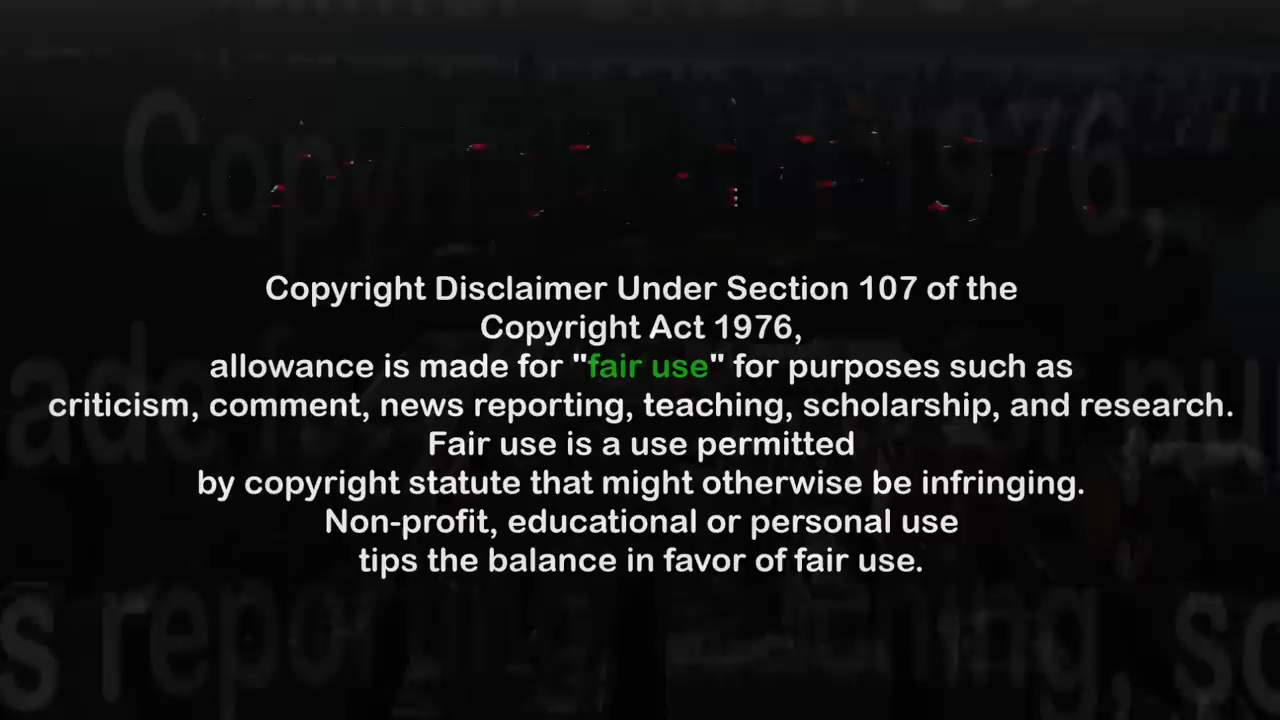 Copyright Disclaimer Under Section 107 of the
Copyright Act 1976,
allowance is made for "fair use" for purposes such as
criticism, comment, news reporting, teaching, scholarship, and research.
Fair use is a use permitted
by copyright statute that might otherwise be infringing.
Non-profit, educational or personal use
tips the balance in favor of fair use.